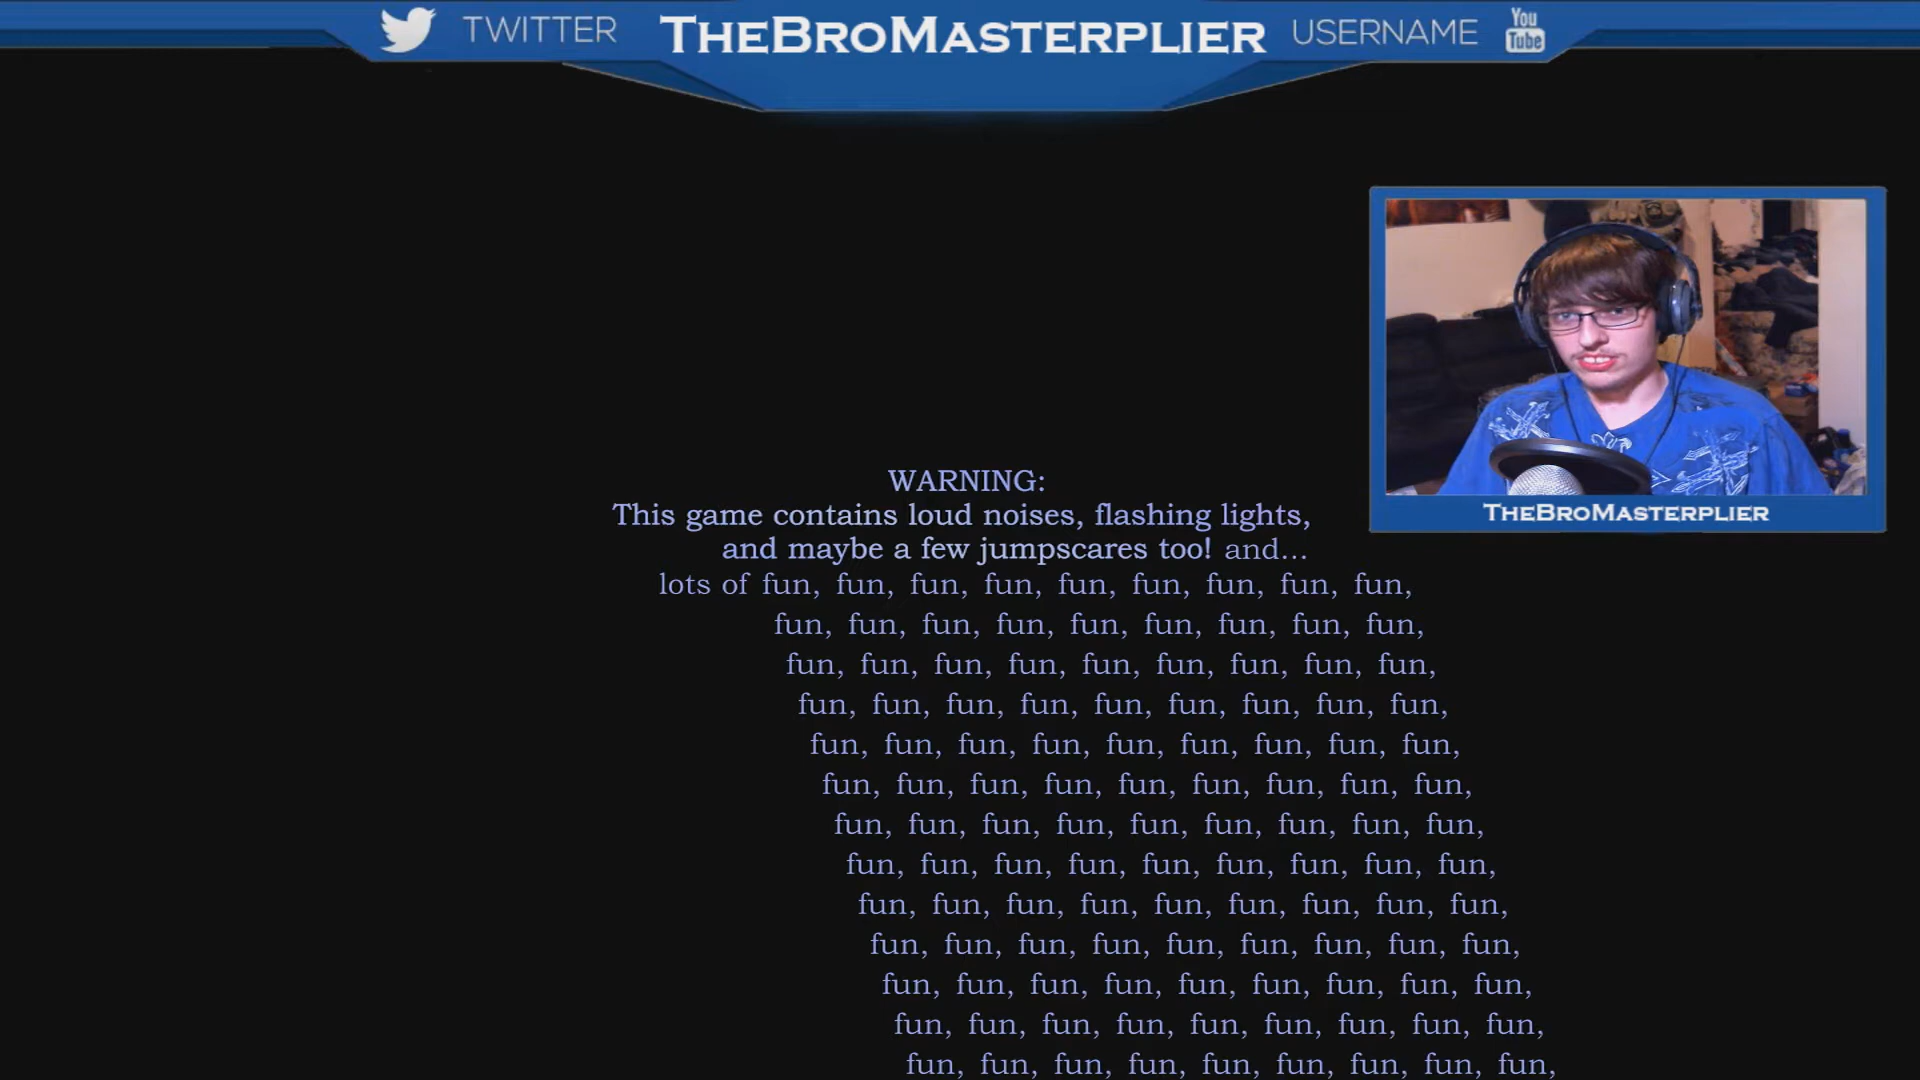 TWITTER THEBROMASTERPLIER USERNAME You Tube
WARNING:
This game contains loud noises, flashing lights,
and maybe a few jumpscares too! and...
lots of fun, fun, fun, fun, fun, fun, fun, fun, fun,
fun, fun, fun, fun, fun, fun, fun, fun, fun,
fun, fun, fun, fun, fun, fun, fun, fun, fun,
fun, fun, fun, fun, fun, fun, fun, fun, fun,
fun, fun, fun, fun, fun, fun, fun, fun, fun,
fun, fun, fun, fun, fun, fun, fun, fun, fun,
fun, fun, fun, fun, fun, fun, fun, fun, fun,
fun, fun, fun, fun, fun, fun, fun, fun, fun,
fun, fun, fun, fun, fun, fun, fun, fun, fun,
fun, fun, fun, fun, fun, fun, fun, fun, fun,
fun, fun, fun, fun, fun, fun, fun, fun, fun,
fun, fun, fun, fun, fun, fun, fun, fun, fun,
fun, fun, fun, fun, fun, fun, fun, fun, fun,
THEBROMASTERPLIER